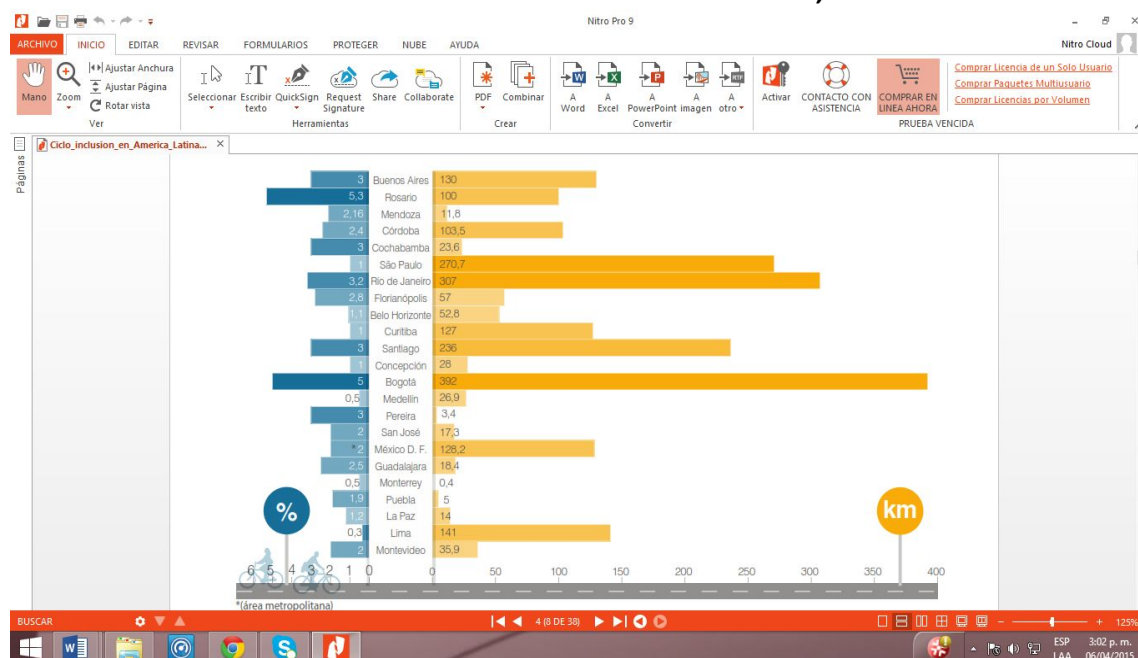 Nitro Pro 9
ARCHIVO INICIO EDITAR REVISAR FORMULARIOS PROTEGER NUBE AYUDA Nitro Cloud
Mano
Zoom
Ajustar Anchura
Ajustar Página
Rotar vista
Ver
Seleccionar
Escribir texto
QuickSign
Request Signature
Share
Collaborate
Herramientas
PDF
Combinar
Crear
A Word
A Excel
A PowerPoint
A imagen
A otro
Convertir
Activar
CONTACTO CON ASISTENCIA
COMPRAR EN LINEA AHORA
Comprar Licencia de un Solo Usuario
Comprar Paquetes Multiusuario
Comprar Licencias por Volumen
PRUEBA VENCIDA
Ciclo_inclusion_en_America_Latina... ×
Páginas
3 Buenos Aires 130
5,3 Rosario 100
2,16 Mendoza 11,8
2,4 Córdoba 103,5
3 Cochabamba 23,6
1 São Paulo 270,7
3,2 Rio de Janeiro 307
2,8 Florianópolis 57
1,1 Belo Horizonte 52,8
1 Curitiba 127
3 Santiago 236
1 Concepción 28
5 Bogotá 392
0,5 Medellín 26,9
3 Pereira 3,4
2 San José 17,3
*2 México D. F. 128,2
2,5 Guadalajara 18,4
0,5 Monterrey 0,4
1,9 Puebla 5
1,2 La Paz 14
0,3 Lima 141
2 Montevideo 35,9
%
km
6 5 4 3 2 1 0 0 50 100 150 200 250 300 350 400
*(área metropolitana)
BUSCAR 4 (8 DE 38) 125%
ESP 3:02 p. m.
LAA 06/04/2015